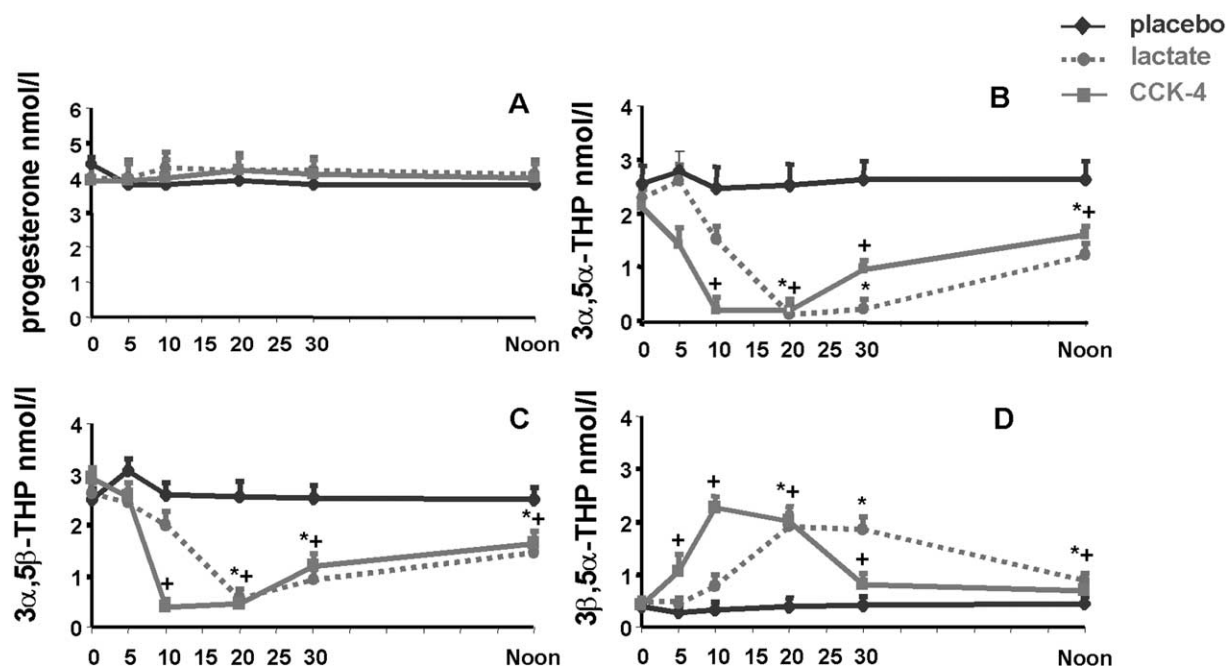 placebo
lactate
CCK-4
A
progesterone nmol/l
6
5
4
3
4
2
1
0
0 5 10 15 20 25 30 Noon
B
3α,5α-THP nmol/l
4
3
2
1
0
+ *+ + * *+
0 5 10 15 20 25 30 Noon
C
3α,5β-THP nmol/l
4
3
2
1
0
+ *+ *+ *+
0 5 10 15 20 25 30 Noon
D
3β,5α-THP nmol/l
4
3
2
1
0
+ + *+ * + *+
0 5 10 15 20 25 30 Noon